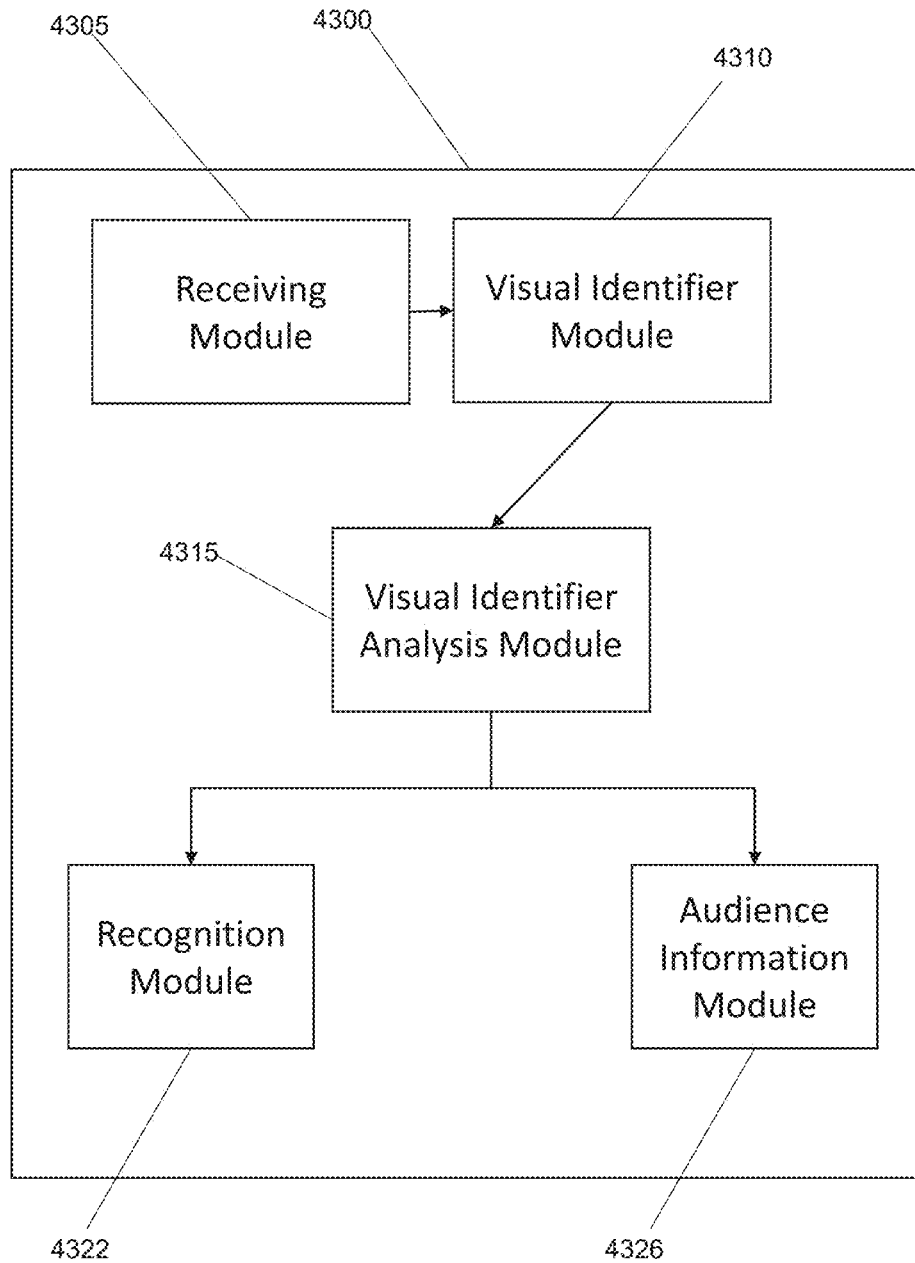 4305
4300
4310
Receiving
Module
Visual Identifier
Module
4315
Visual Identifier
Analysis Module
Recognition
Module
Audience
Information
Module
4322
4326